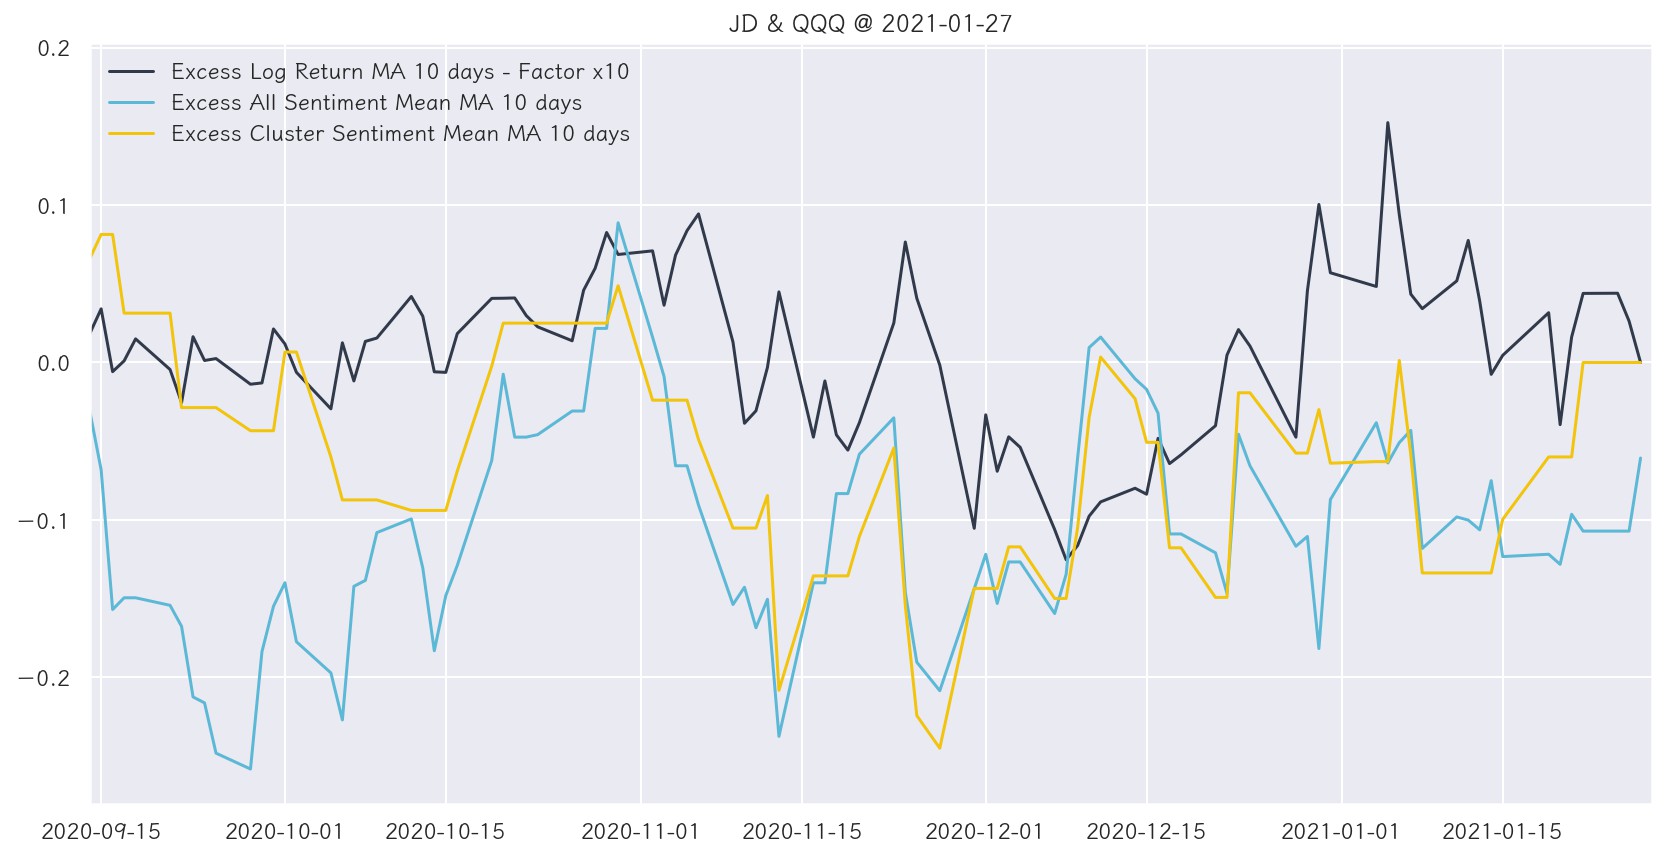 JD & QQQ @ 2021-01-27
Excess Log Return MA 10 days - Factor x10
Excess All Sentiment Mean MA 10 days
Excess Cluster Sentiment Mean MA 10 days
0.2
0.1
0.0
−0.1
−0.2
2020-09-15 2020-10-01 2020-10-15 2020-11-01 2020-11-15 2020-12-01 2020-12-15 2021-01-01 2021-01-15